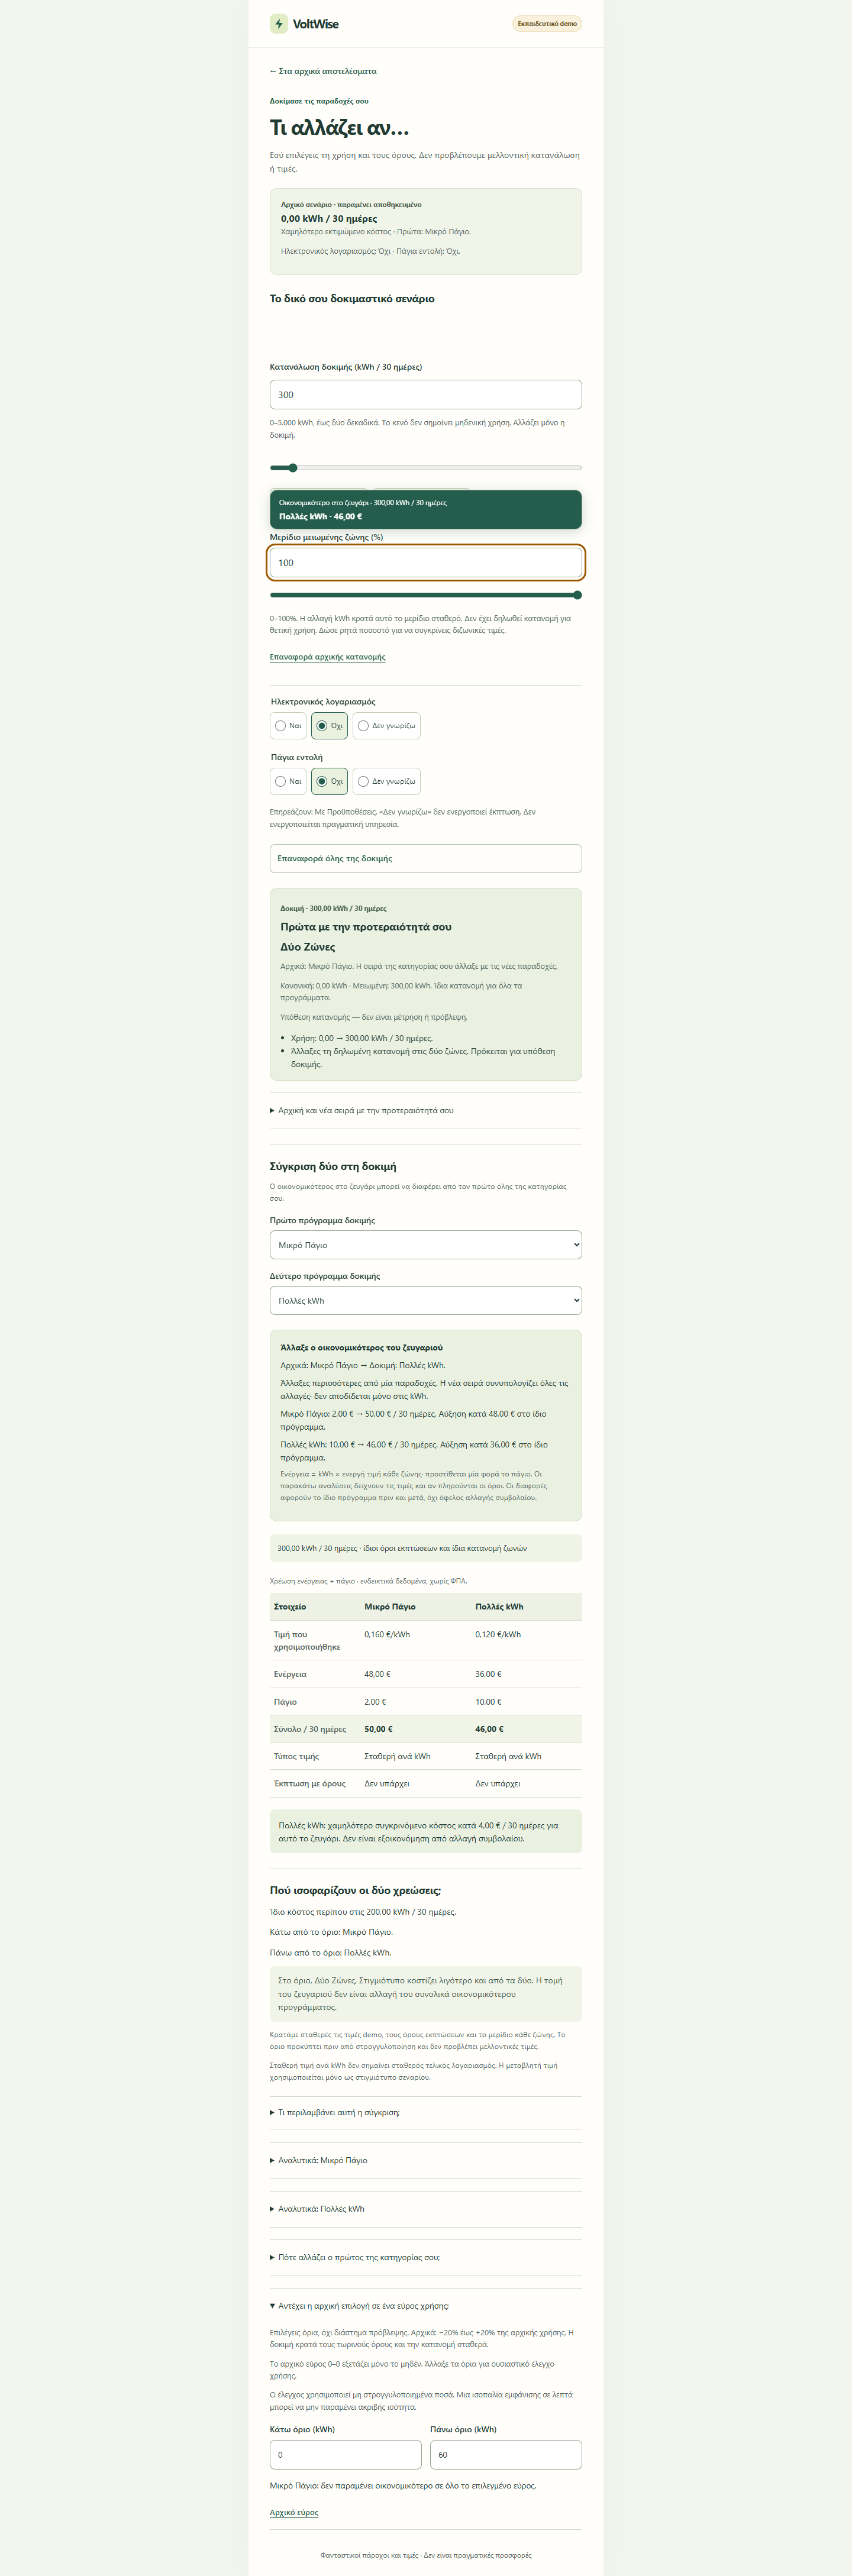 VoltWise
Εκπαιδευτικό demo
← Στα αρχικά αποτελέσματα
Δοκίμασε τις παραδοχές σου
Τι αλλάζει αν…
Εσύ επιλέγεις τη χρήση και τους όρους. Δεν προβλέπουμε μελλοντική κατανάλωση
ή τιμές.
Αρχικό σενάριο · παραμένει αποθηκευμένο
0,00 kWh / 30 ημέρες
Χαμηλότερο εκτιμώμενο κόστος · Πρώτα: Μικρό Πάγιο.
Ηλεκτρονικός λογαριασμός: Όχι · Πάγια εντολή: Όχι.
Το δικό σου δοκιμαστικό σενάριο
Κατανάλωση δοκιμής (kWh / 30 ημέρες)
300
0–5.000 kWh, έως δύο δεκαδικά. Το κενό δεν σημαίνει μηδενική χρήση. Αλλάζει μόνο η
δοκιμή.
Οικονομικότερο στο ζευγάρι · 300,00 kWh / 30 ημέρες
Πολλές kWh · 46,00 €
Μερίδιο μειωμένης ζώνης (%)
100
0–100%. Η αλλαγή kWh κρατά αυτό το μερίδιο σταθερό. Δεν έχει δηλωθεί κατανομή για
θετική χρήση. Δώσε ρητά ποσοστό για να συγκρίνεις διζωνικές τιμές.
Επαναφορά αρχικής κατανομής
Ηλεκτρονικός λογαριασμός
Ναι Όχι Δεν γνωρίζω
Πάγια εντολή
Ναι Όχι Δεν γνωρίζω
Επηρεάζουν: Με Προϋποθέσεις. «Δεν γνωρίζω» δεν ενεργοποιεί έκπτωση. Δεν
ενεργοποιείται πραγματική υπηρεσία.
Επαναφορά όλης της δοκιμής
Δοκιμή · 300,00 kWh / 30 ημέρες
Πρώτα με την προτεραιότητά σου
Δύο Ζώνες
Αρχικά: Μικρό Πάγιο. Η σειρά της κατηγορίας σου άλλαξε με τις νέες παραδοχές.
Κανονική: 0,00 kWh · Μειωμένη: 300,00 kWh. Ίδια κατανομή για όλα τα
προγράμματα.
Υπόθεση κατανομής — δεν είναι μέτρηση ή πρόβλεψη.
• Χρήση: 0,00 → 300,00 kWh / 30 ημέρες.
• Άλλαξες τη δηλωμένη κατανομή στις δύο ζώνες. Πρόκειται για υπόθεση
δοκιμής.
▶ Αρχική και νέα σειρά με την προτεραιότητά σου
Σύγκριση δύο στη δοκιμή
Ο οικονομικότερος στο ζευγάρι μπορεί να διαφέρει από τον πρώτο όλης της κατηγορίας
σου.
Πρώτο πρόγραμμα δοκιμής
Μικρό Πάγιο
Δεύτερο πρόγραμμα δοκιμής
Πολλές kWh
Άλλαξε ο οικονομικότερος του ζευγαριού
Αρχικά: Μικρό Πάγιο → Δοκιμή: Πολλές kWh.
Άλλαξες περισσότερες από μία παραδοχές. Η νέα σειρά συνυπολογίζει όλες τις
αλλαγές· δεν αποδίδεται μόνο στις kWh.
Μικρό Πάγιο: 2,00 € → 50,00 € / 30 ημέρες. Αύξηση κατά 48,00 € στο ίδιο
πρόγραμμα.
Πολλές kWh: 10,00 € → 46,00 € / 30 ημέρες. Αύξηση κατά 36,00 € στο ίδιο
πρόγραμμα.
Ενέργεια = kWh × ενεργή τιμή κάθε ζώνης· προστίθεται μία φορά το πάγιο. Οι
παρακάτω αναλύσεις δείχνουν τις τιμές και αν πληρούνται οι όροι. Οι διαφορές
αφορούν το ίδιο πρόγραμμα πριν και μετά, όχι όφελος αλλαγής συμβολαίου.
300,00 kWh / 30 ημέρες · ίδιοι όροι εκπτώσεων και ίδια κατανομή ζωνών
Χρέωση ενέργειας + πάγιο · ενδεικτικά δεδομένα, χωρίς ΦΠΑ.
Στοιχείο Μικρό Πάγιο Πολλές kWh
Τιμή που
χρησιμοποιήθηκε 0,160 €/kWh 0,120 €/kWh
Ενέργεια 48,00 € 36,00 €
Πάγιο 2,00 € 10,00 €
Σύνολο / 30 ημέρες 50,00 € 46,00 €
Τύπος τιμής Σταθερή ανά kWh Σταθερή ανά kWh
Έκπτωση με όρους Δεν υπάρχει Δεν υπάρχει
Πολλές kWh: χαμηλότερο συγκρινόμενο κόστος κατά 4,00 € / 30 ημέρες για
αυτό το ζευγάρι. Δεν είναι εξοικονόμηση από αλλαγή συμβολαίου.
Πού ισοφαρίζουν οι δύο χρεώσεις;
Ίδιο κόστος περίπου στις 200,00 kWh / 30 ημέρες.
Κάτω από το όριο: Μικρό Πάγιο.
Πάνω από το όριο: Πολλές kWh.
Στο όριο, Δύο Ζώνες, Στιγμιότυπο κοστίζει λιγότερο και από τα δύο. Η τομή
του ζευγαριού δεν είναι αλλαγή του συνολικά οικονομικότερου
προγράμματος.
Κρατάμε σταθερές τις τιμές demo, τους όρους εκπτώσεων και το μερίδιο κάθε ζώνης. Το
όριο προκύπτει πριν από στρογγυλοποίηση και δεν προβλέπει μελλοντικές τιμές.
Σταθερή τιμή ανά kWh δεν σημαίνει σταθερός τελικός λογαριασμός. Η μεταβλητή τιμή
χρησιμοποιείται μόνο ως στιγμιότυπο σεναρίου.
▶ Τι περιλαμβάνει αυτή η σύγκριση;
▶ Αναλυτικά: Μικρό Πάγιο
▶ Αναλυτικά: Πολλές kWh
▶ Πότε αλλάζει ο πρώτος της κατηγορίας σου;
▼ Αντέχει η αρχική επιλογή σε ένα εύρος χρήσης;
Επιλέγεις όρια, όχι διάστημα πρόβλεψης. Αρχικά: −20% έως +20% της αρχικής χρήσης. Η
δοκιμή κρατά τους τωρινούς όρους και την κατανομή σταθερά.
Το αρχικό εύρος 0–0 εξετάζει μόνο το μηδέν. Άλλαξε τα όρια για ουσιαστικό έλεγχο
χρήσης.
Ο έλεγχος χρησιμοποιεί μη στρογγυλοποιημένα ποσά. Μια ισοπαλία εμφάνισης σε λεπτά
μπορεί να μην παραμένει ακριβής ισότητα.
Κάτω όριο (kWh) Πάνω όριο (kWh)
0 60
Μικρό Πάγιο: δεν παραμένει οικονομικότερο σε όλο το επιλεγμένο εύρος.
Αρχικό εύρος
Φανταστικοί πάροχοι και τιμές · Δεν είναι πραγματικές προσφορές